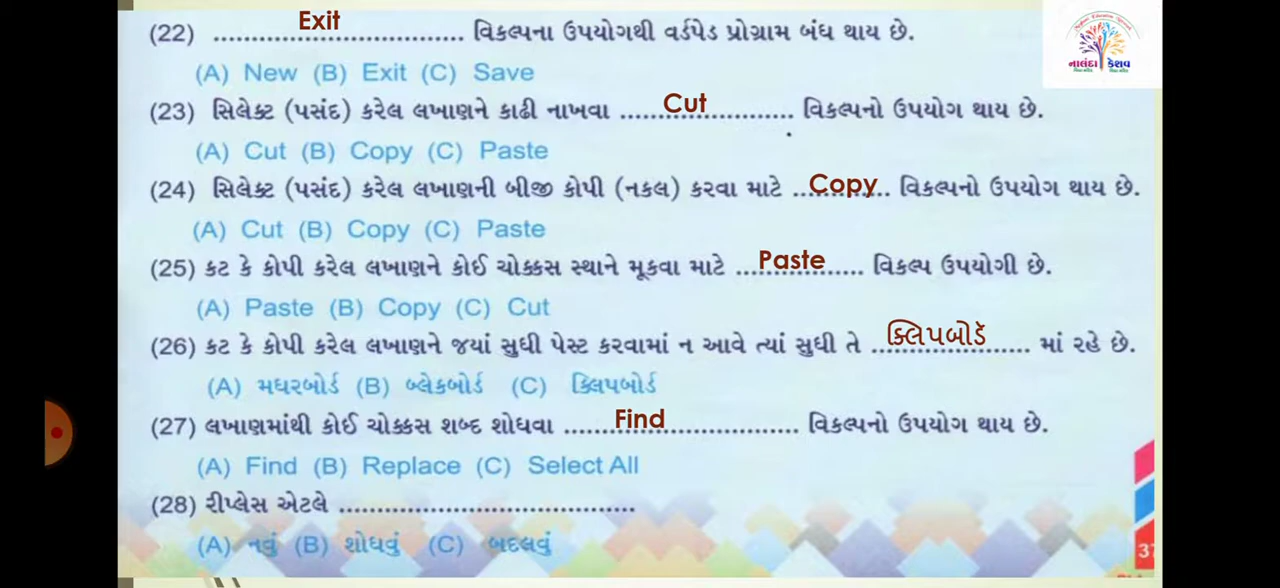 (22) Exit વિકલ્પના ઉપયોગથી વર્ડપેડ પ્રોગ્રામ બંધ થાય છે.
(A) New (B) Exit (C) Save
(23) સિલેક્ટ (પસંદ) કરેલ લખાણને કાઢી નાખવા Cut વિકલ્પનો ઉપયોગ થાય છે.
(A) Cut (B) Copy (C) Paste
(24) સિલેક્ટ (પસંદ) કરેલ લખાણની બીજી કોપી (નકલ) કરવા માટે Copy વિકલ્પનો ઉપયોગ થાય છે.
(A) Cut (B) Copy (C) Paste
(25) કટ કે કોપી કરેલ લખાણને કોઈ ચોક્કસ સ્થાને મૂકવા માટે Paste વિકલ્પ ઉપયોગી છે.
(A) Paste (B) Copy (C) Cut
(26) કટ કે કોપી કરેલ લખાણને જયાં સુધી પેસ્ટ કરવામાં ન આવે ત્યાં સુધી તે ક્લિપબોર્ડ માં રહે છે.
(A) મધરબોર્ડ (B) બ્લેકબોર્ડ (C) ક્લિપબોર્ડ
(27) લખાણમાંથી કોઈ ચોક્કસ શબ્દ શોધવા Find વિકલ્પનો ઉપયોગ થાય છે.
(A) Find (B) Replace (C) Select All
(28) રીપ્લેસ એટલે ....................................
(A) નવું (B) શોધવું (C) બદલવું
નાલંદા કેશવ